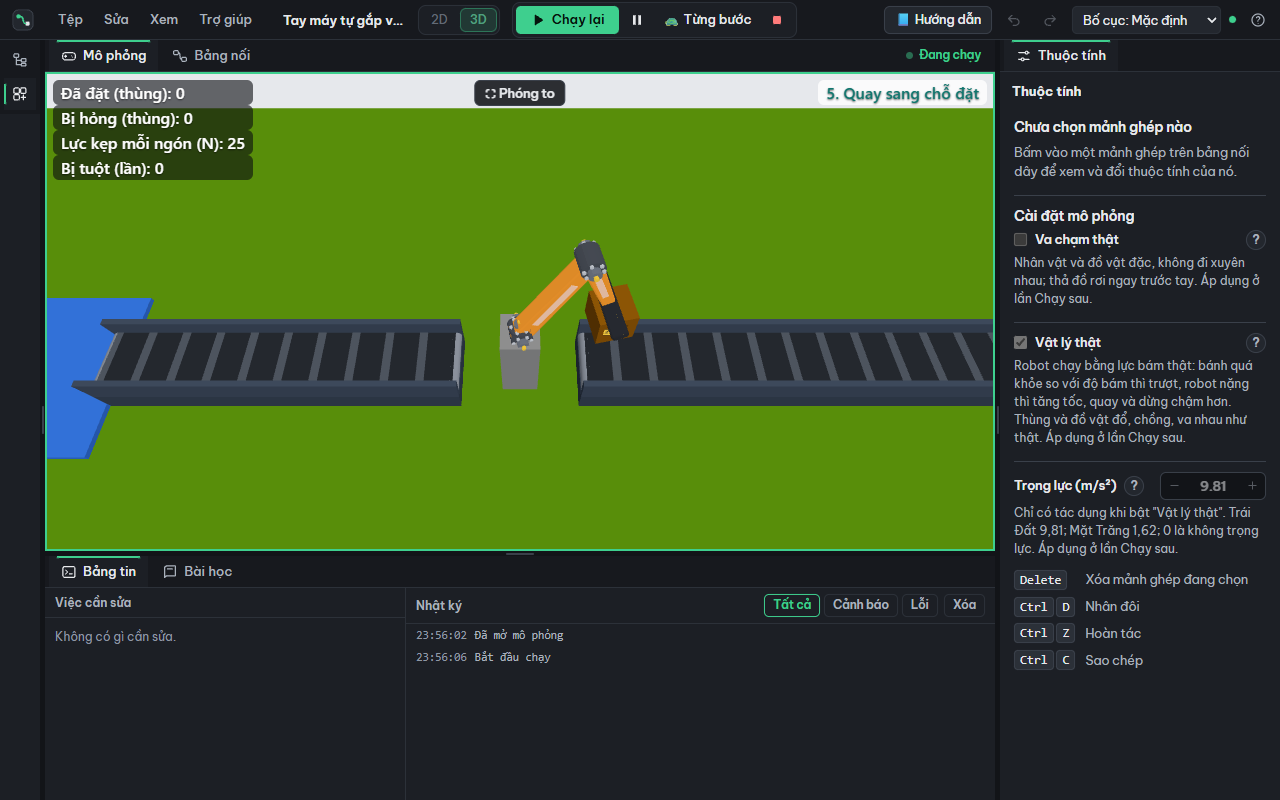 Tệp
Sửa
Xem
Trợ giúp
Tay máy tự gắp v...
2D
3D
Chạy lại
Từng bước
Hướng dẫn
Bố cục: Mặc định
Mô phỏng
Bảng nối
Đang chạy
Thuộc tính
Đã đặt (thùng): 0
Bị hỏng (thùng): 0
Lực kẹp mỗi ngón (N): 25
Bị tuột (lần): 0
Phóng to
5. Quay sang chỗ đặt
Thuộc tính
Chưa chọn mảnh ghép nào
Bấm vào một mảnh ghép trên bảng nối
dây để xem và đổi thuộc tính của nó.
Cài đặt mô phỏng
Va chạm thật
?
Nhân vật và đồ vật đặc, không đi xuyên
nhau; thả đồ rơi ngay trước tay. Áp dụng ở
lần Chạy sau.
Vật lý thật
?
Robot chạy bằng lực bám thật: bánh quá
khỏe so với độ bám thì trượt, robot nặng
thì tăng tốc, quay và dừng chậm hơn.
Thùng và đồ vật đổ, chồng, va nhau như
thật. Áp dụng ở lần Chạy sau.
Trọng lực (m/s²)
?
− 9.81 +
Chỉ có tác dụng khi bật "Vật lý thật". Trái
Đất 9,81; Mặt Trăng 1,62; 0 là không trọng
lực. Áp dụng ở lần Chạy sau.
Delete Xóa mảnh ghép đang chọn
Ctrl D Nhân đôi
Ctrl Z Hoàn tác
Ctrl C Sao chép
Bảng tin
Bài học
Việc cần sửa
Không có gì cần sửa.
Nhật ký
Tất cả
Cảnh báo
Lỗi
Xóa
23:56:02 Đã mở mô phỏng
23:56:06 Bắt đầu chạy